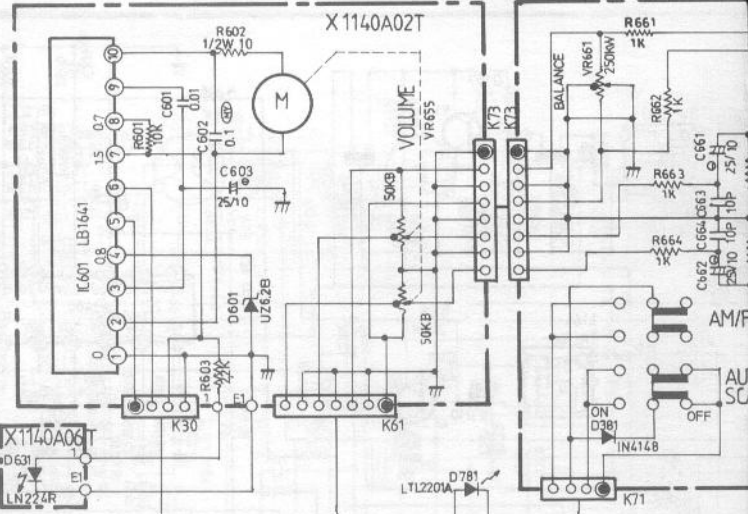 X1140A02T
R602
1/2W 10
10
9
8
7
6
5
4
3
2
1
0.7
1.5
0.8
0
IC601 LB1641
R601
10K
C601
0.01
C602
0.1
C603
25/10
M
VOLUME
VR655
50KB
50KB
D601
UZ6.2B
R603
1
E1
K30
K61
K73
K73
BALANCE
VR661
250KW
R661
1K
R662
1K
R663
1K
R664
1K
C661
25/10
C663
10P
C664
10P
C662
25/10
AM/F
AU
SC
ON
OFF
D381
IN4148
K71
X1140A06T
D631
LN224R
1
E1
D781
LTL2201A